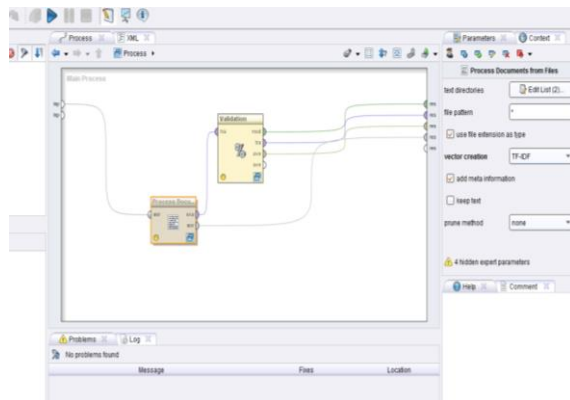 Process
XML
Parameters
Context
Process
Main Process
Process Documents from Files
text directories
Edit List (2)...
file pattern
*
use file extension as type
vector creation
TF-IDF
add meta information
keep text
prune method
none
4 hidden expert parameters
Help
Comment
Validation
Process Docu...
Problems
Log
No problems found
Message
Fixes
Location